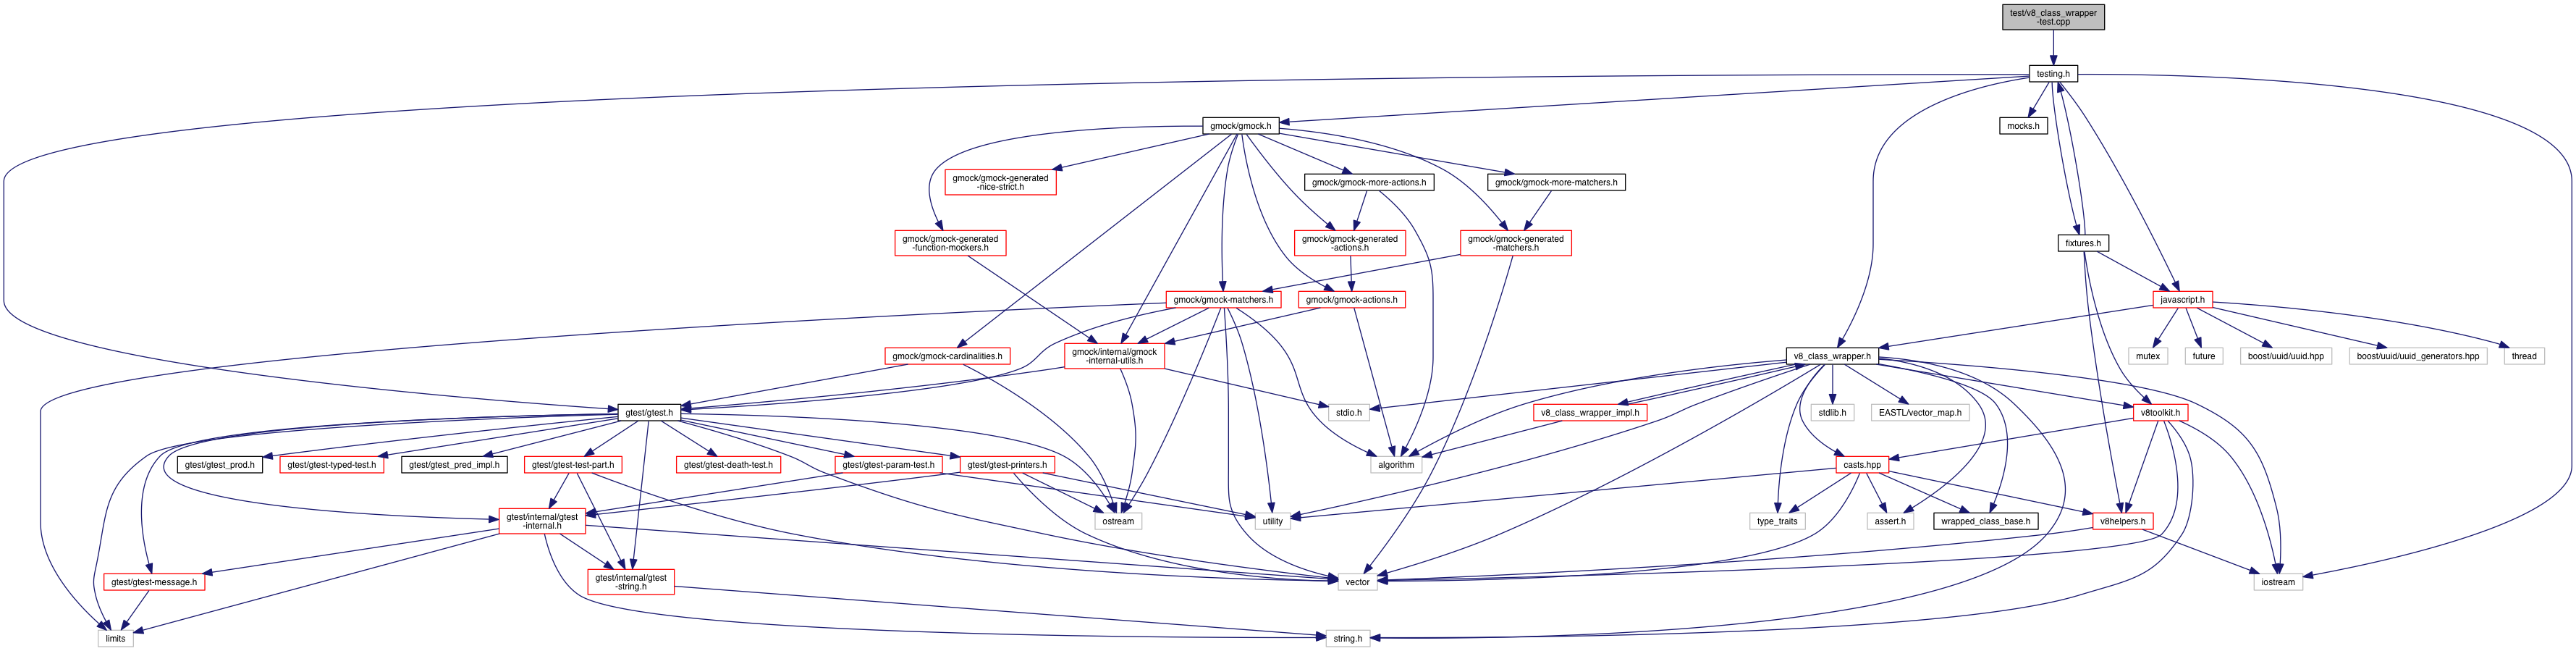 test/v8_class_wrapper
-test.cpp
testing.h
gmock/gmock.h
mocks.h
gmock/gmock-generated
-nice-strict.h
gmock/gmock-more-actions.h
gmock/gmock-more-matchers.h
gmock/gmock-generated
-function-mockers.h
gmock/gmock-generated
-actions.h
gmock/gmock-generated
-matchers.h
fixtures.h
gmock/gmock-matchers.h
gmock/gmock-actions.h
javascript.h
gmock/gmock-cardinalities.h
gmock/internal/gmock
-internal-utils.h
v8_class_wrapper.h
mutex
future
boost/uuid/uuid.hpp
boost/uuid/uuid_generators.hpp
thread
gtest/gtest.h
stdio.h
v8_class_wrapper_impl.h
stdlib.h
EASTL/vector_map.h
v8toolkit.h
gtest/gtest_prod.h
gtest/gtest-typed-test.h
gtest/gtest_pred_impl.h
gtest/gtest-test-part.h
gtest/gtest-death-test.h
gtest/gtest-param-test.h
gtest/gtest-printers.h
algorithm
casts.hpp
gtest/internal/gtest
-internal.h
ostream
utility
type_traits
assert.h
wrapped_class_base.h
v8helpers.h
gtest/gtest-message.h
gtest/internal/gtest
-string.h
vector
iostream
limits
string.h